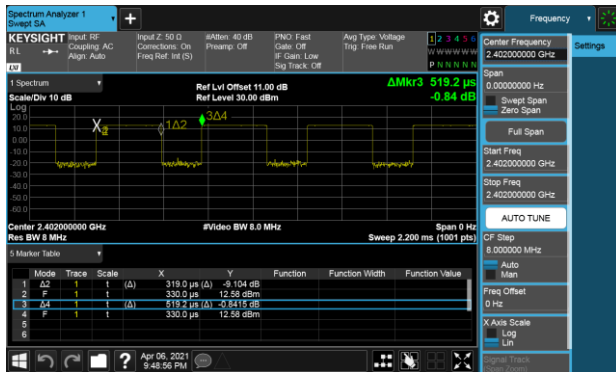 Spectrum Analyzer 1
Swept SA
+
Frequency
KEYSIGHT
RL
LXI
Input: RF
Coupling: AC
Align: Auto
Input Z: 50 Ω
Corrections: On
Freq Ref: Int (S)
#Atten: 40 dB
Preamp: Off
PNO: Fast
Gate: Off
IF Gain: Low
Sig Track: Off
Avg Type: Voltage
Trig: Free Run
1 2 3 4 5 6
W W W W W W
P N N N N N
1 Spectrum
Scale/Div 10 dB
Ref Lvl Offset 11.00 dB
Ref Level 30.00 dBm
ΔMkr3 519.2 µs
-0.84 dB
Log
20.0
10.0
0.00
-10.0
-20.0
-30.0
-40.0
-50.0
-60.0
1Δ2
3Δ4
Center 2.402000000 GHz
Res BW 8 MHz
#Video BW 8.0 MHz
Span 0 Hz
Sweep 2.200 ms (1001 pts)
5 Marker Table
Mode Trace Scale X Y Function Function Width Function Value
1 Δ2 1 t (Δ) 319.0 µs (Δ) -9.104 dB
2 F 1 t 330.0 µs 12.58 dBm
3 Δ4 1 t (Δ) 519.2 µs (Δ) -0.8415 dB
4 F 1 t 330.0 µs 12.58 dBm
5
6
Apr 06, 2021
9:48:56 PM
?
Center Frequency
2.402000000 GHz
Settings
Span
0.00000000 Hz
Swept Span
Zero Span
Full Span
Start Freq
2.402000000 GHz
Stop Freq
2.402000000 GHz
AUTO TUNE
CF Step
8.000000 MHz
Auto
Man
Freq Offset
0 Hz
X Axis Scale
Log
Lin
Signal Track
(Span Zoom)